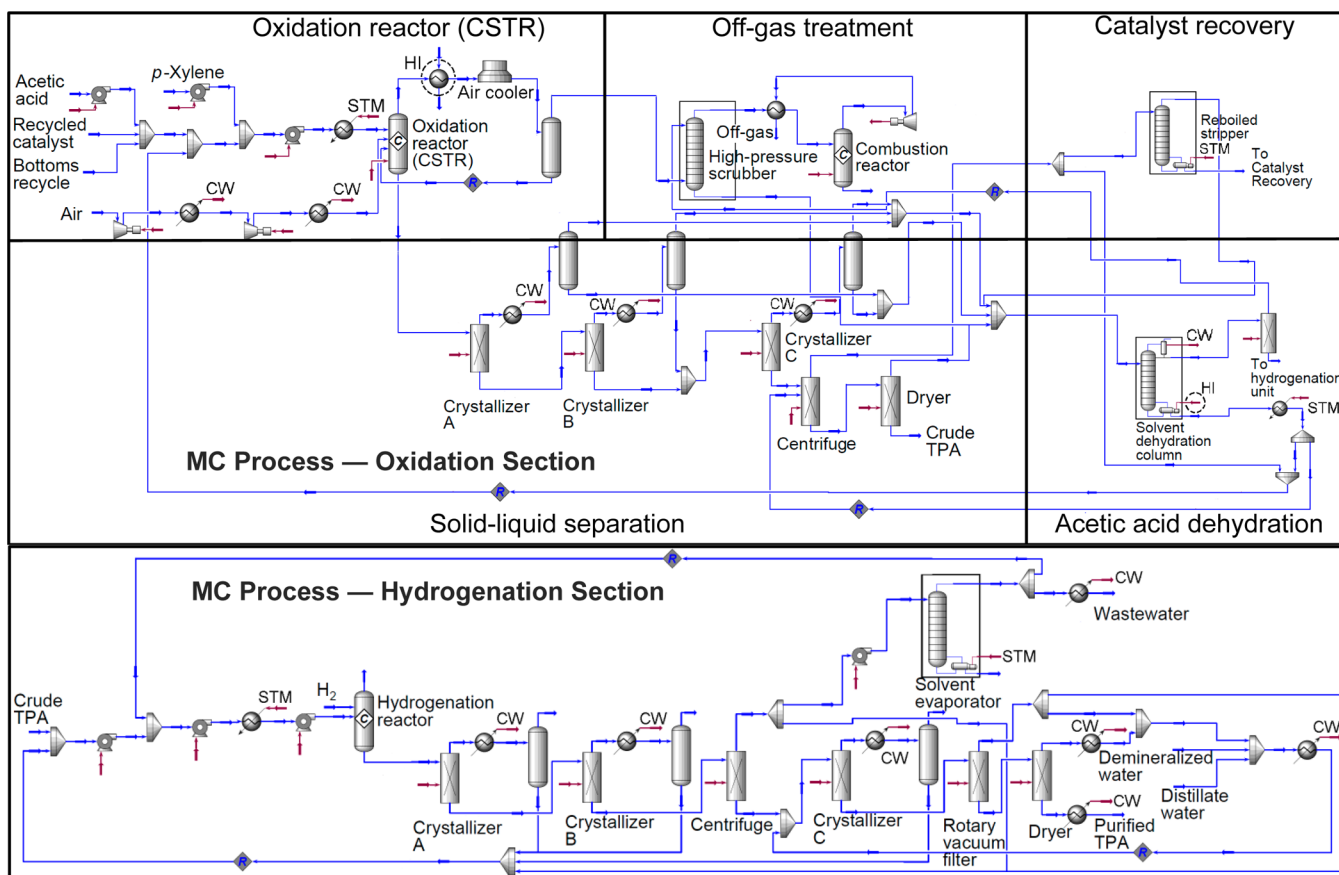 Oxidation reactor (CSTR)
Off-gas treatment
Catalyst recovery
Acetic
acid
p-Xylene
HI
Air cooler
STM
Recycled
catalyst
Oxidation
reactor
(CSTR)
C
Bottoms
recycle
R
CW
CW
Air
Off-gas
High-pressure
scrubber
C
Combustion
reactor
R
Reboiled
stripper
STM
To
Catalyst
Recovery
CW
CW
CW
Crystallizer
A
Crystallizer
B
Crystallizer
C
Centrifuge
Dryer
Crude
TPA
CW
HI
Solvent
dehydration
column
To
hydrogenation
unit
STM
MC Process — Oxidation Section
R
R
Solid-liquid separation
Acetic acid dehydration
MC Process — Hydrogenation Section
R
CW
Wastewater
STM
Solvent
evaporator
Crude
TPA
STM
H2
C
Hydrogenation
reactor
CW
CW
CW
CW
Demineralized
water
CW
Distillate
water
CW
Purified
TPA
Crystallizer
A
Crystallizer
B
Centrifuge
Crystallizer
C
Rotary
vacuum
filter
Dryer
R
R